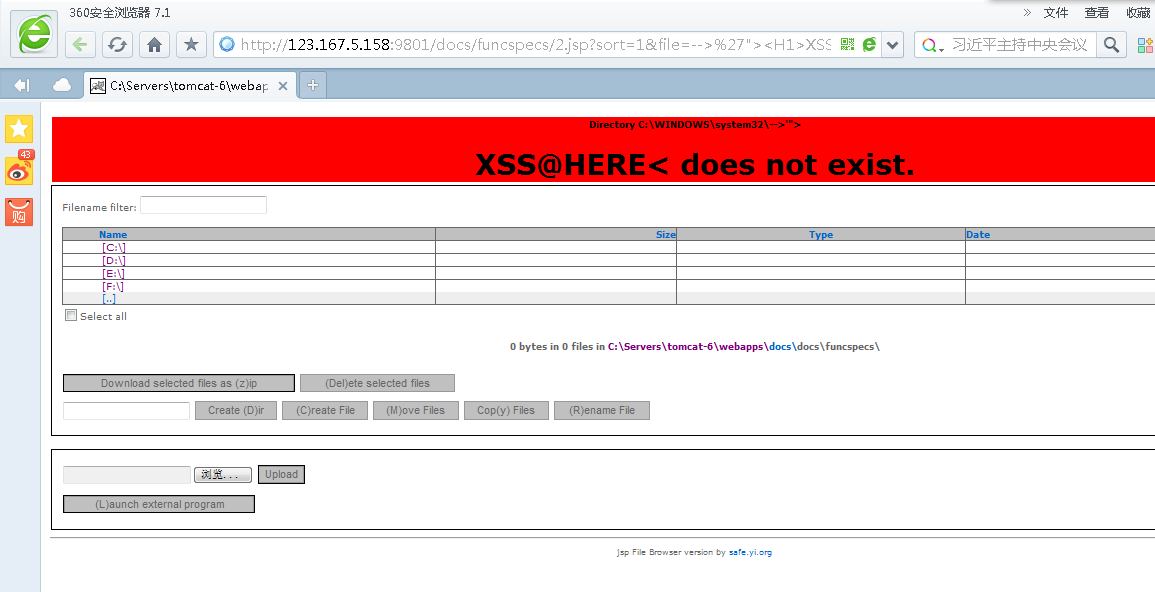 360安全浏览器 7.1
» 文件 查看 收藏
http://123.167.5.158:9801/docs/funcspecs/2.jsp?sort=1&file=-->%27"><H1>XSS
习近平主持中央会议
C:\Servers\tomcat-6\webap
43
购
Directory C:\WINDOWS\system32\-->'">
XSS@HERE< does not exist.
Filename filter:
Name Size Type Date
[C:\]
[D:\]
[E:\]
[F:\]
[..]
Select all
0 bytes in 0 files in C:\Servers\tomcat-6\webapps\docs\docs\funcspecs\
Download selected files as (z)ip (Del)ete selected files
Create (D)ir (C)reate File (M)ove Files Cop(y) Files (R)ename File
浏览... Upload
(L)aunch external program
jsp File Browser version by safe.yi.org